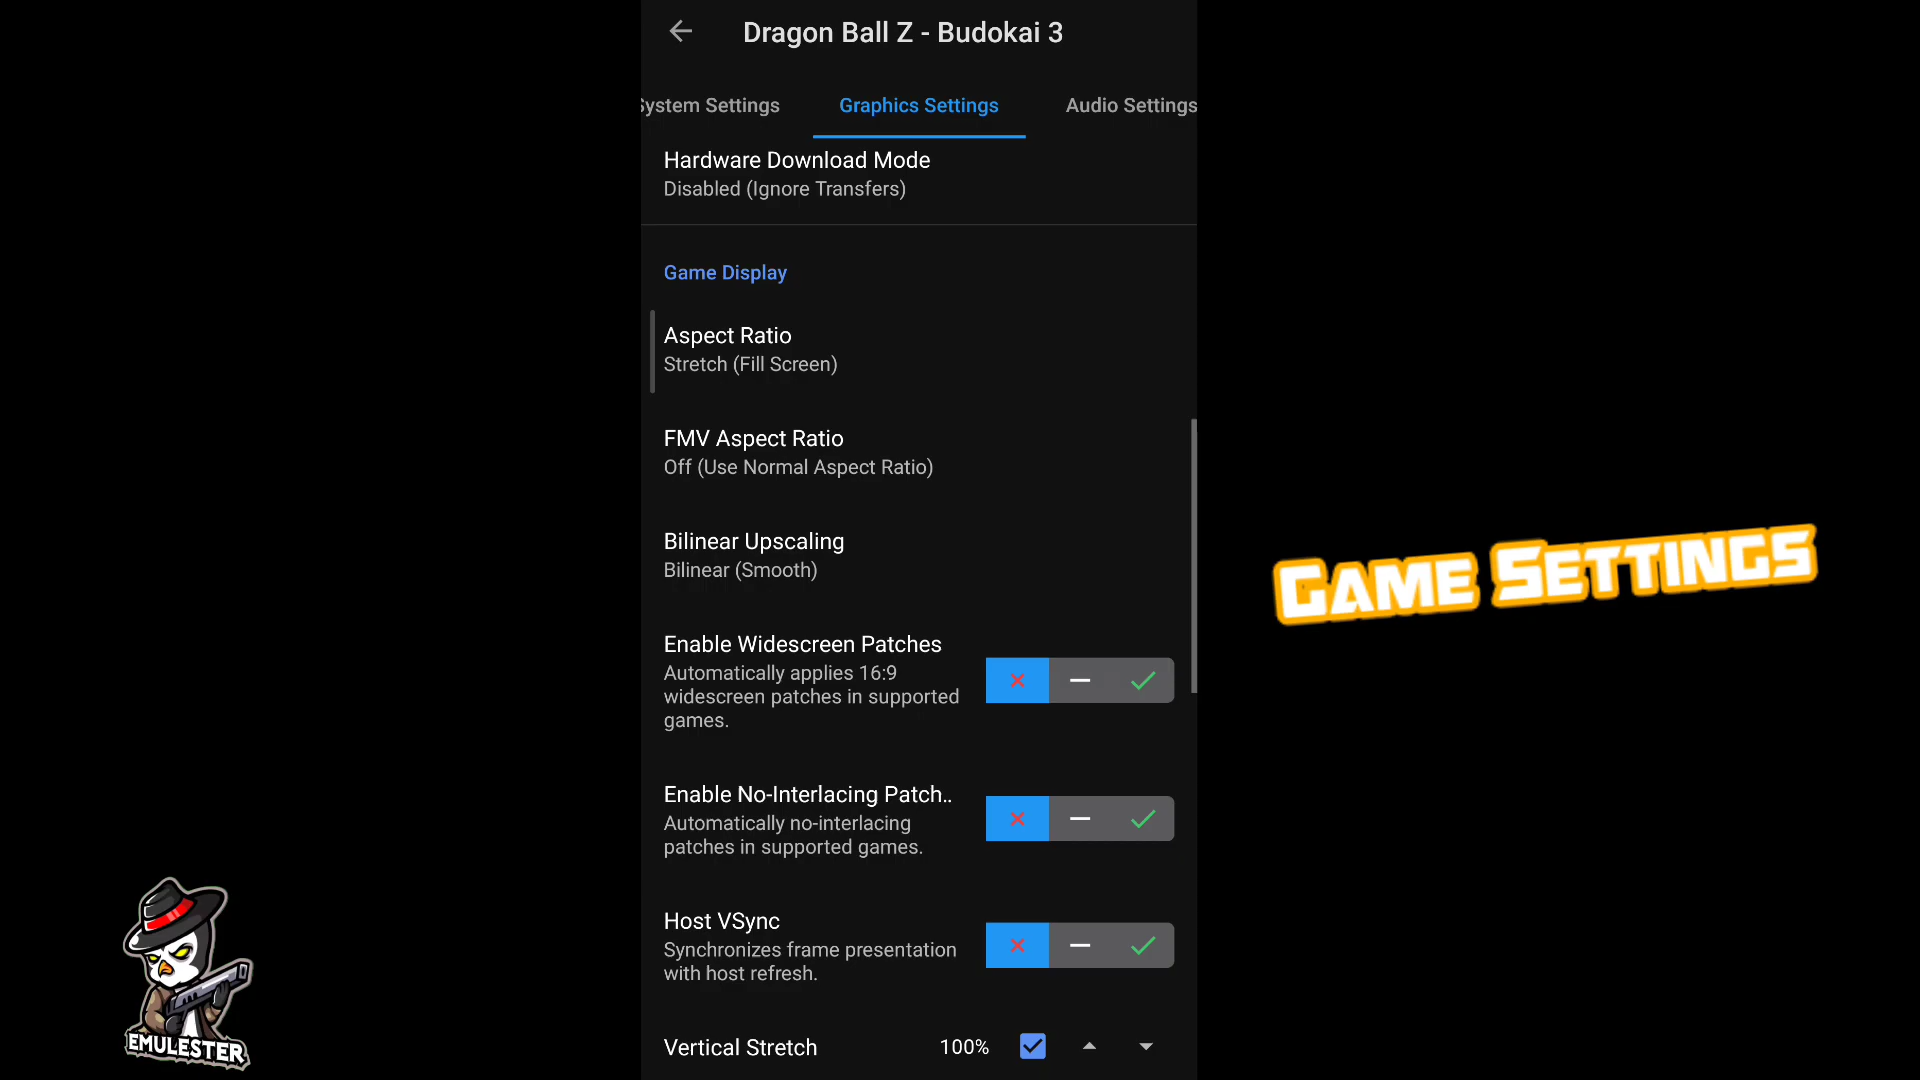 Dragon Ball Z - Budokai 3
System Settings
Graphics Settings
Audio Settings
Hardware Download Mode
Disabled (Ignore Transfers)
Game Display
Aspect Ratio
Stretch (Fill Screen)
FMV Aspect Ratio
Off (Use Normal Aspect Ratio)
Bilinear Upscaling
Bilinear (Smooth)
Enable Widescreen Patches
Automatically applies 16:9
widescreen patches in supported
games.
Enable No-Interlacing Patch..
Automatically no-interlacing
patches in supported games.
Host VSync
Synchronizes frame presentation
with host refresh.
Vertical Stretch
100%
GAME SETTINGS
EMULESTER